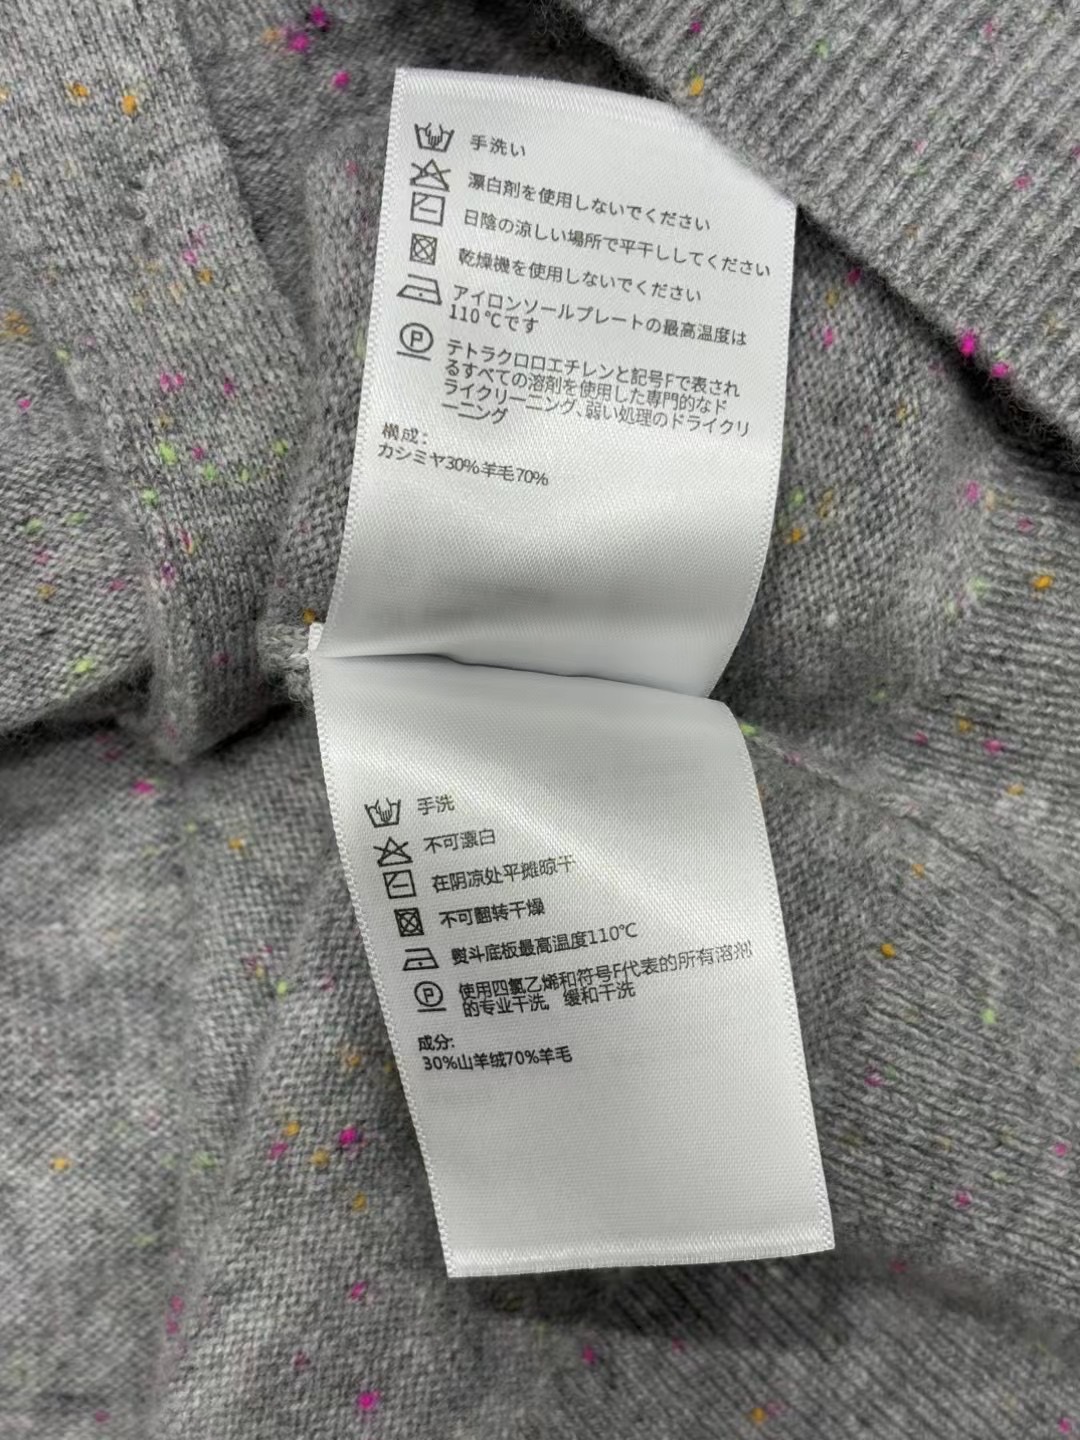 手洗い
漂白剤を使用しないでください
日陰の涼しい場所で平干ししてください
乾燥機を使用しないでください
アイロンソールプレートの最高温度は
110℃です
P
テトラクロロエチレンと記号Fで表され
るすべての溶剤を使用した専門的なド
ライクリーニング、弱い処理のドライクリ
ーニング
構成：
カシミヤ30%羊毛70%
手洗
不可漂白
在阴凉处平摊晾干
不可翻转干燥
熨斗底板最高温度110℃
P
使用四氯乙烯和符号F代表的所有溶剂
的专业干洗，缓和干洗
成分:
30%山羊绒70%羊毛